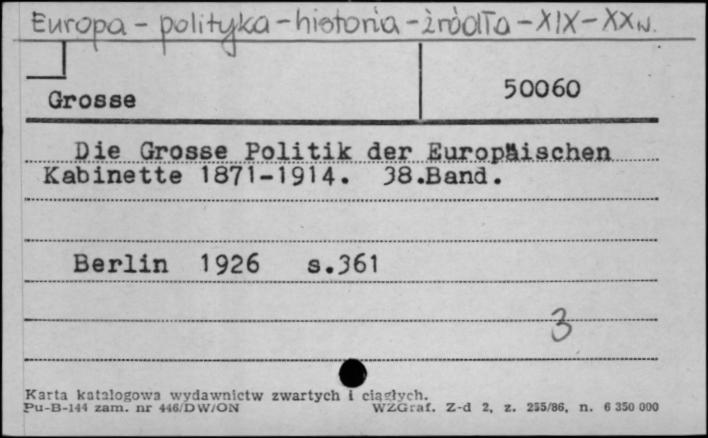 Europa - polityka - historia - źródła - XIX - XX w.
50060
Grosse
Die Grosse Politik der Europäischen
Kabinette 1871-1914. 38.Band.
Berlin 1926 s.361
3
Karta katalogowa wydawnictw zwartych i ciągłych.
Pu-B-144 zam. nr 446/DW/ON WZGraf. Z-d 2, z. 255/86, n. 6 350 000